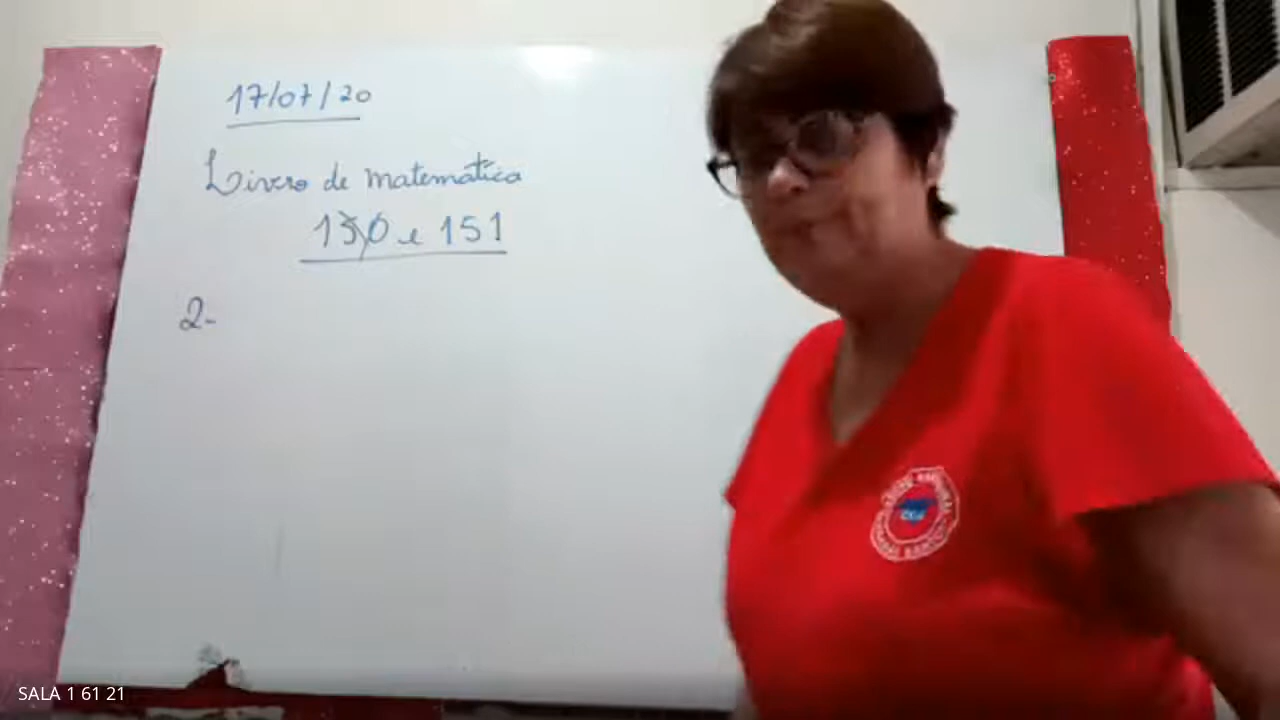 17/07/20
Livro de matemática
150 e 151
2-
SALA 1 61 21